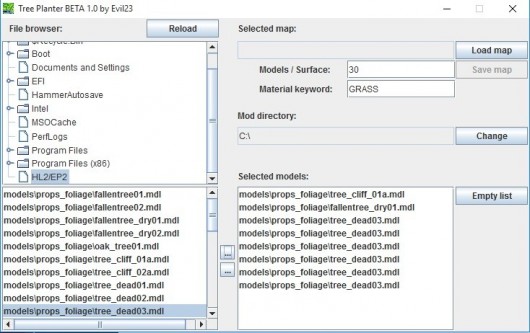 Tree Planter BETA 1.0 by Evil23
File browser:
Reload
$Recycle.Bin
Boot
Documents and Settings
EFI
HammerAutosave
Intel
MSOCache
PerfLogs
Program Files
Program Files (x86)
HL2/EP2
models\props_foliage\fallentree01.mdl
models\props_foliage\fallentree02.mdl
models\props_foliage\fallentree_dry01.mdl
models\props_foliage\fallentree_dry02.mdl
models\props_foliage\oak_tree01.mdl
models\props_foliage\tree_cliff_01a.mdl
models\props_foliage\tree_cliff_02a.mdl
models\props_foliage\tree_dead01.mdl
models\props_foliage\tree_dead02.mdl
models\props_foliage\tree_dead03.mdl
...
...
Selected map:
Load map
Models / Surface:
30
Save map
Material keyword:
GRASS
Mod directory:
C:\
Change
Selected models:
models\props_foliage\tree_cliff_01a.mdl
models\props_foliage\fallentree_dry01.mdl
models\props_foliage\tree_dead03.mdl
models\props_foliage\tree_dead03.mdl
models\props_foliage\tree_dead03.mdl
models\props_foliage\tree_dead03.mdl
models\props_foliage\tree_dead03.mdl
models\props_foliage\tree_dead03.mdl
Empty list